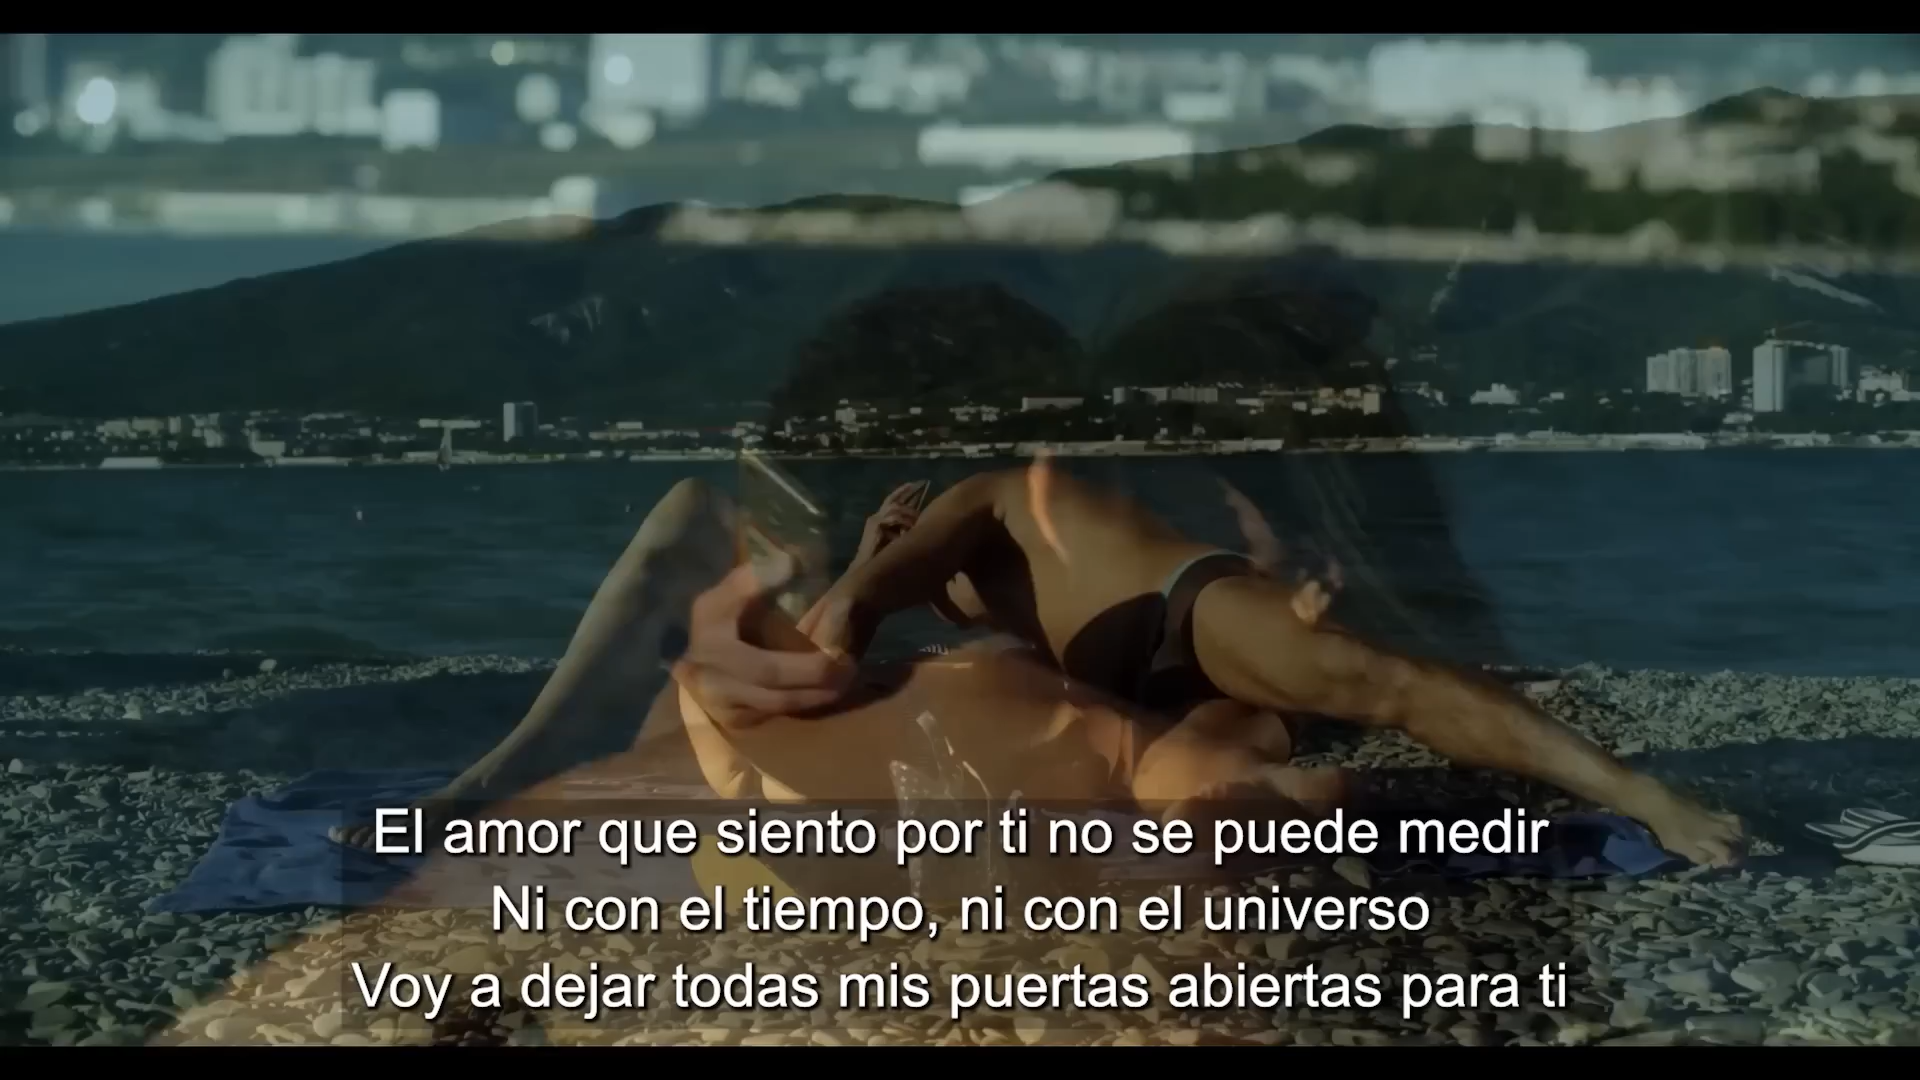 El amor que siento por ti no se puede medir
Ni con el tiempo, ni con el universo
Voy a dejar todas mis puertas abiertas para ti